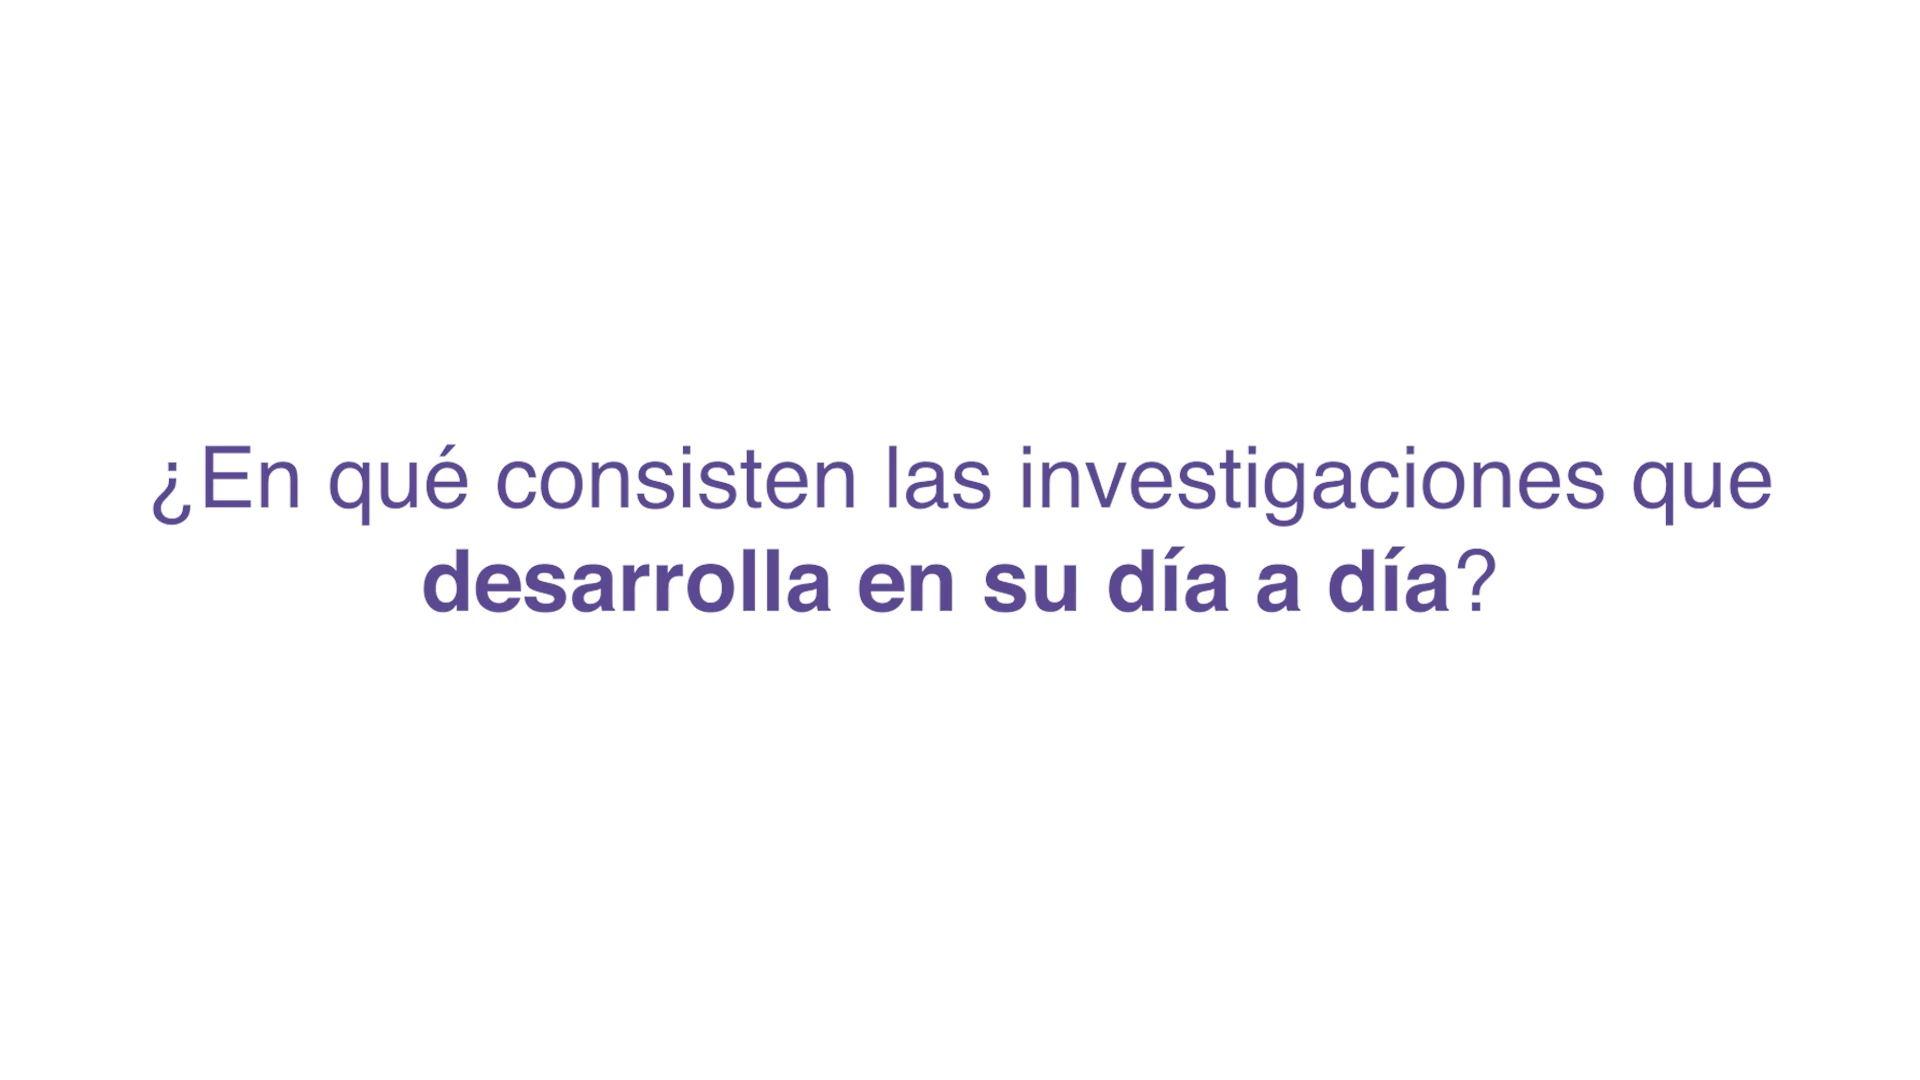 ¿En qué consisten las investigaciones que
desarrolla en su día a día?